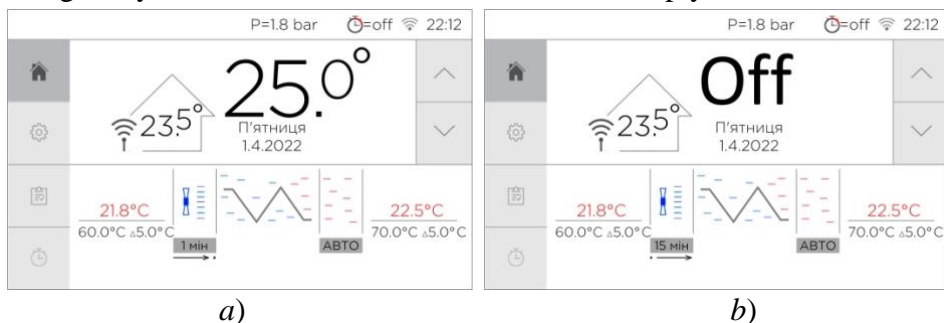 P=1.8 bar =off 22:12
25.0°
23.5°
П'ятниця
1.4.2022
21.8°C
22.5°C
60.0°C ▵5.0°C
70.0°C ▵5.0°C
1 мін
АВТО
a)
P=1.8 bar =off 22:12
Off
23.5°
П'ятниця
1.4.2022
21.8°C
22.5°C
60.0°C ▵5.0°C
70.0°C ▵5.0°C
15 мін
АВТО
b)